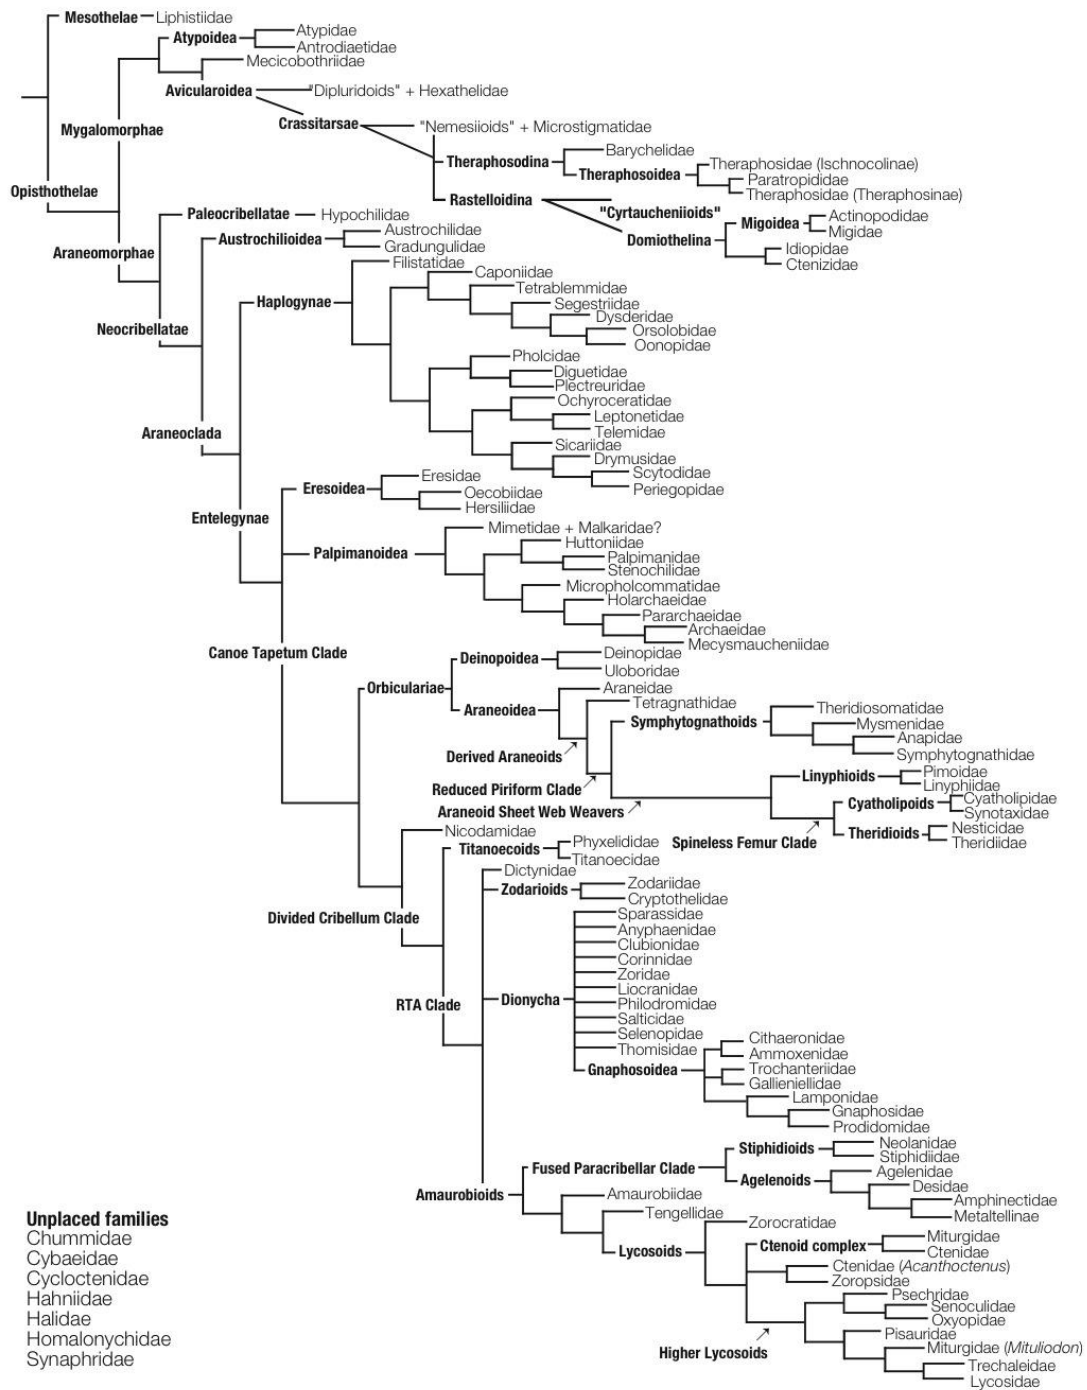 Mesothelae
Liphistiidae
Atypoidea
Atypidae
Antrodiaetidae
Mecicobothriidae
Avicularoidea
"Dipluridoids" + Hexathelidae
Crassitarsae
"Nemesiioids" + Microstigmatidae
Mygalomorphae
Theraphosodina
Barychelidae
Theraphosoidea
Theraphosidae (Ischnocolinae)
Paratropididae
Theraphosidae (Theraphosinae)
Opisthothelae
Rastelloidina
"Cyrtaucheniioids"
Domiothelina
Migoidea
Actinopodidae
Migidae
Idiopidae
Ctenizidae
Paleocribellatae
Hypochilidae
Araneomorphae
Austrochilioidea
Austrochilidae
Gradungulidae
Filistatidae
Haplogynae
Caponiidae
Tetrablemmidae
Segestriidae
Dysderidae
Orsolobidae
Oonopidae
Neocribellatae
Pholcidae
Diguetidae
Plectreuridae
Ochyroceratidae
Leptonetidae
Telemidae
Araneoclada
Sicariidae
Drymusidae
Scytodidae
Periegopidae
Eresoidea
Eresidae
Oecobiidae
Hersiliidae
Entelegynae
Palpimanoidea
Mimetidae + Malkaridae?
Huttoniidae
Palpimanidae
Stenochilidae
Micropholcommatidae
Holarchaeidae
Pararchaeidae
Archaeidae
Mecysmaucheniidae
Canoe Tapetum Clade
Deinopoidea
Deinopidae
Uloboridae
Orbiculariae
Araneoidea
Araneidae
Tetragnathidae
Symphytognathoids
Theridiosomatidae
Mysmenidae
Anapidae
Symphytognathidae
Derived Araneoids
Reduced Piriform Clade
Linyphioids
Pimoidae
Linyphiidae
Araneoid Sheet Web Weavers
Cyatholipoids
Cyatholipidae
Synotaxidae
Spineless Femur Clade
Theridioids
Nesticidae
Theridiidae
Nicodamidae
Titanoecoids
Phyxelididae
Titanoecidae
Dictynidae
Zodarioids
Zodariidae
Cryptothelidae
Divided Cribellum Clade
Sparassidae
Anyphaenidae
Clubionidae
Corinnidae
Zoridae
Liocranidae
Philodromidae
Salticidae
Selenopidae
Thomisidae
RTA Clade
Dionycha
Gnaphosoidea
Cithaeronidae
Ammoxenidae
Trochanteriidae
Gallieniellidae
Lamponidae
Gnaphosidae
Prodidomidae
Stiphidioids
Neolanidae
Stiphidiidae
Fused Paracribellar Clade
Agelenoids
Agelenidae
Desidae
Amphinectidae
Metaltellinae
Amaurobioids
Amaurobiidae
Tengellidae
Lycosoids
Zorocratidae
Ctenoid complex
Miturgidae
Ctenidae
Ctenidae (Acanthoctenus)
Zoropsidae
Psechridae
Senoculidae
Oxyopidae
Higher Lycosoids
Pisauridae
Miturgidae (Mituliodon)
Trechaleidae
Lycosidae
Unplaced families
Chummidae
Cybaeidae
Cycloctenidae
Hahniidae
Halidae
Homalonychidae
Synaphridae